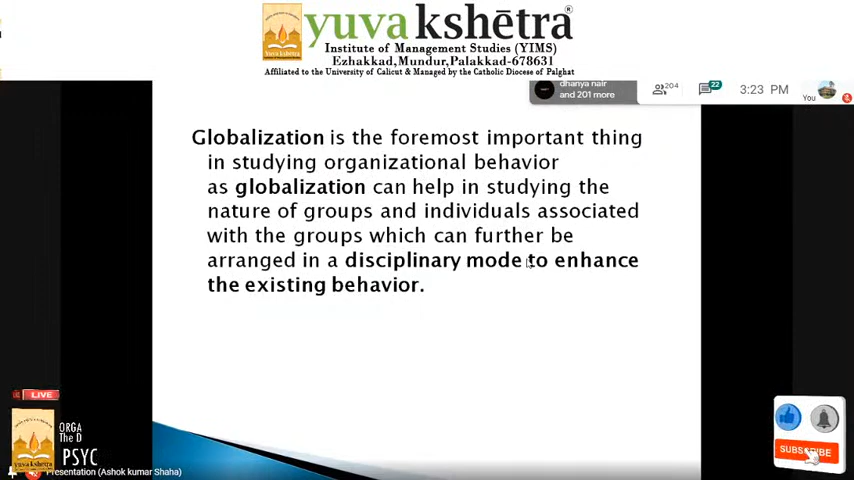 yuvakshētra®
Institute of Management Studies (YIMS)
Ezhakkad,Mundur,Palakkad-678631
Affiliated to the University of Calicut & Managed by the Catholic Diocese of Palghat
dhanya nair
and 201 more
204
22
3:23 PM
You
Globalization is the foremost important thing
in studying organizational behavior
as globalization can help in studying the
nature of groups and individuals associated
with the groups which can further be
arranged in a disciplinary mode to enhance
the existing behavior.
LIVE
ORGA
The D
PSYC
yuvakshētra
Presentation (Ashok kumar Shaha)
SUBSCRIBE